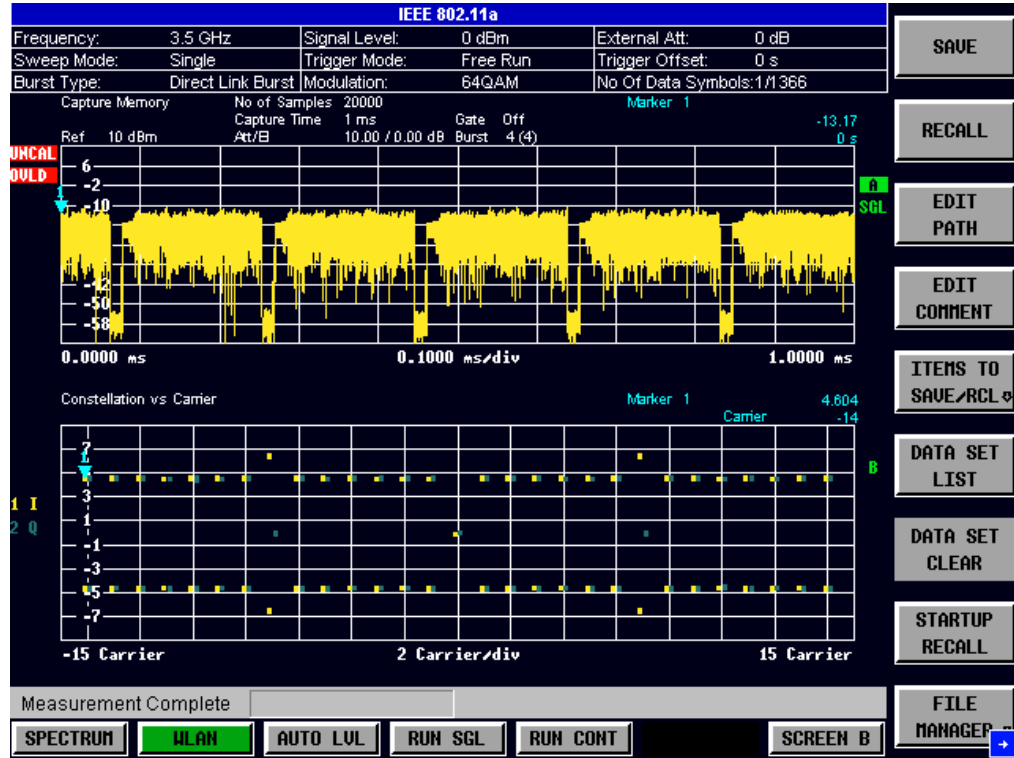 IEEE 802.11a
Frequency: 3.5 GHz Signal Level: 0 dBm External Att: 0 dB
Sweep Mode: Single Trigger Mode: Free Run Trigger Offset: 0 s
Burst Type: Direct Link Burst Modulation: 64QAM No Of Data Symbols:1/1366
Capture Memory No of Samples 20000 Marker 1
Capture Time 1 ms Gate Off -13.17
Ref 10 dBm Att/El 10.00 / 0.00 dB Burst 4 (4) 0 s
UNCAL
OVLD
6
-2
1
-10
A
SGL
-42
-50
-58
0.0000 ms 0.1000 ms/div 1.0000 ms
Constellation vs Carrier Marker 1 4.604
Carrier -14
7
1
B
3
1 I
1
2 Q
-1
-3
-5
-7
-15 Carrier 2 Carrier/div 15 Carrier
Measurement Complete
SPECTRUM WLAN AUTO LVL RUN SGL RUN CONT SCREEN B
SAVE
RECALL
EDIT
PATH
EDIT
COMMENT
ITEMS TO
SAVE/RCL
DATA SET
LIST
DATA SET
CLEAR
STARTUP
RECALL
FILE
MANAGER